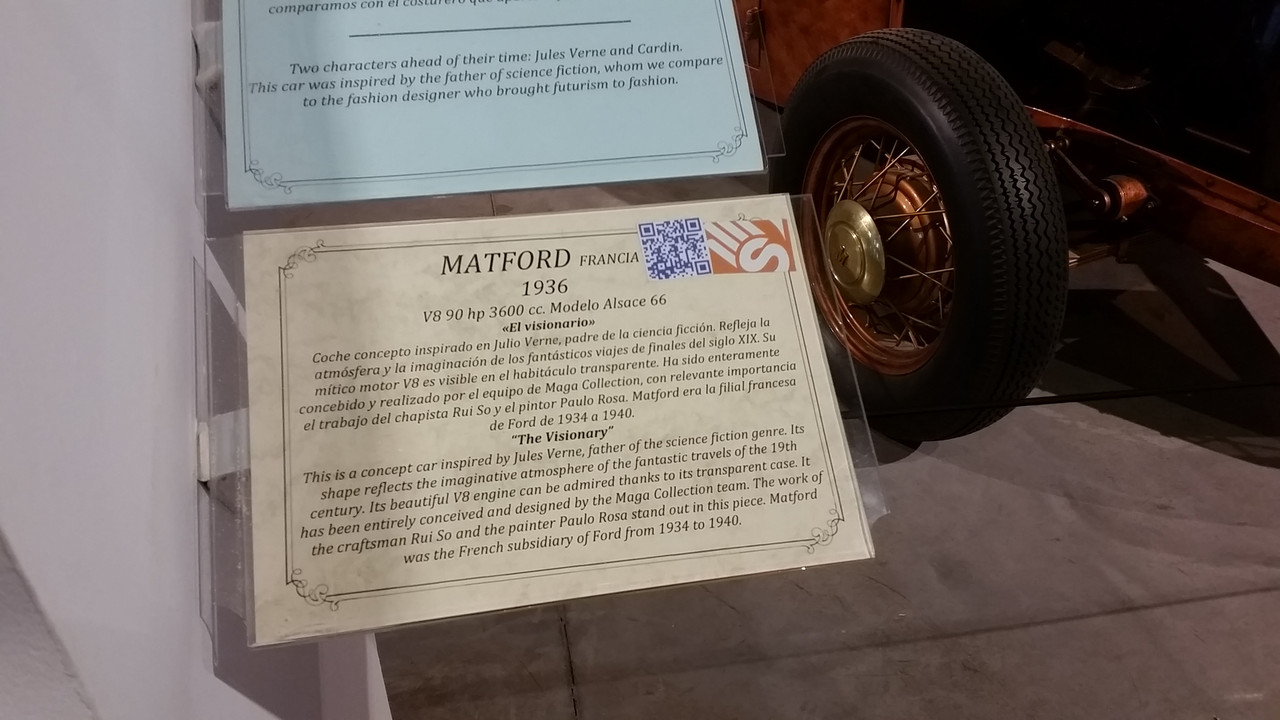 comparamos con el costurero que
Two characters ahead of their time: Jules Verne and Cardin.
This car was inspired by the father of science fiction, whom we compare
to the fashion designer who brought futurism to fashion.
MATFORD FRANCIA
1936
V8 90 hp 3600 cc. Modelo Alsace 66
«El visionario»
Coche concepto inspirado en Julio Verne, padre de la ciencia ficción. Refleja la
atmósfera y la imaginación de los fantásticos viajes de finales del siglo XIX. Su
mítico motor V8 es visible en el habitáculo transparente. Ha sido enteramente
concebido y realizado por el equipo de Maga Collection, con relevante importancia
el trabajo del chapista Rui So y el pintor Paulo Rosa. Matford era la filial francesa
de Ford de 1934 a 1940.
“The Visionary”
This is a concept car inspired by Jules Verne, father of the science fiction genre. Its
shape reflects the imaginative atmosphere of the fantastic travels of the 19th
century. Its beautiful V8 engine can be admired thanks to its transparent case. It
has been entirely conceived and designed by the Maga Collection team. The work of
the craftsman Rui So and the painter Paulo Rosa stand out in this piece. Matford
was the French subsidiary of Ford from 1934 to 1940.